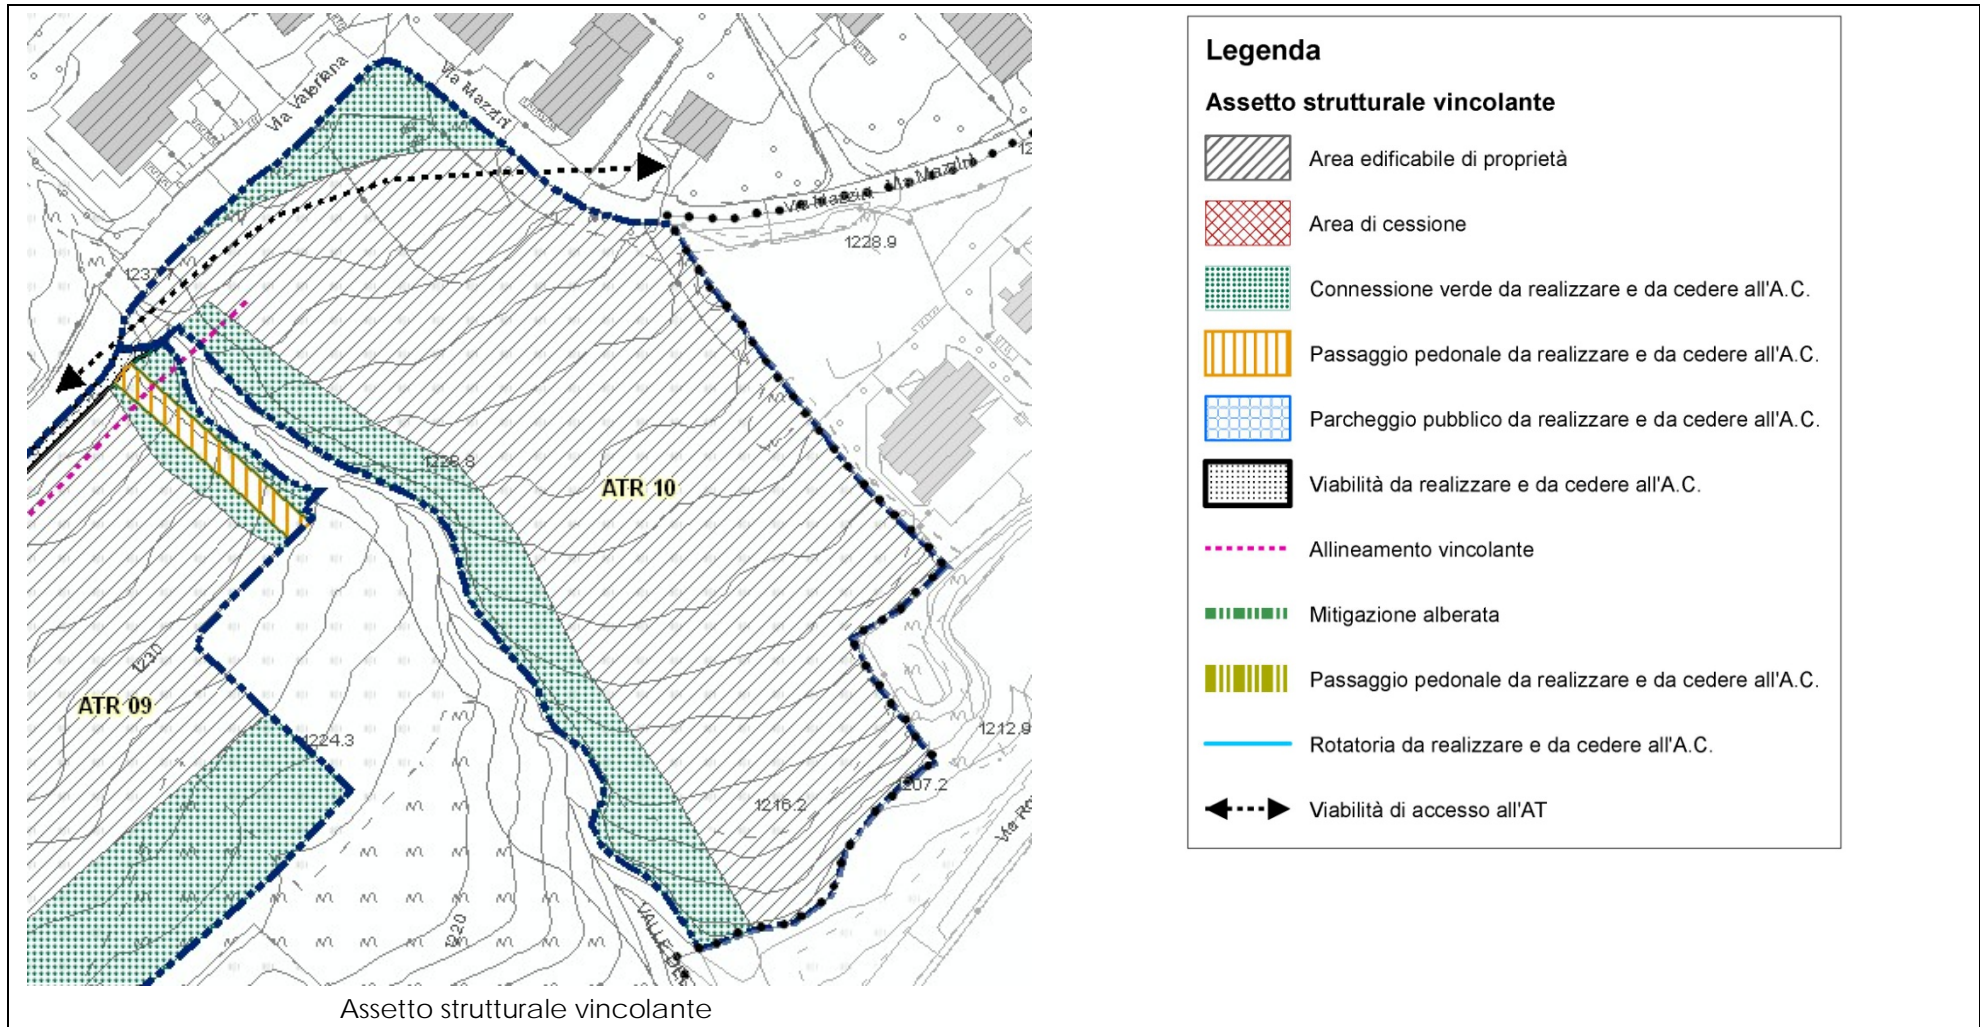 Via Valeriana
Via Mazzini
Via Mazzini
Via Mazzini
1228.9
1237.7
1228.8
ATR 10
1230
ATR 09
1224.3
1212.9
1207.2
1216.2
1220
Assetto strutturale vincolante
Legenda
Assetto strutturale vincolante
Area edificabile di proprietà
Area di cessione
Connessione verde da realizzare e da cedere all'A.C.
Passaggio pedonale da realizzare e da cedere all'A.C.
Parcheggio pubblico da realizzare e da cedere all'A.C.
Viabilità da realizzare e da cedere all'A.C.
Allineamento vincolante
Mitigazione alberata
Passaggio pedonale da realizzare e da cedere all'A.C.
Rotatoria da realizzare e da cedere all'A.C.
Viabilità di accesso all'AT